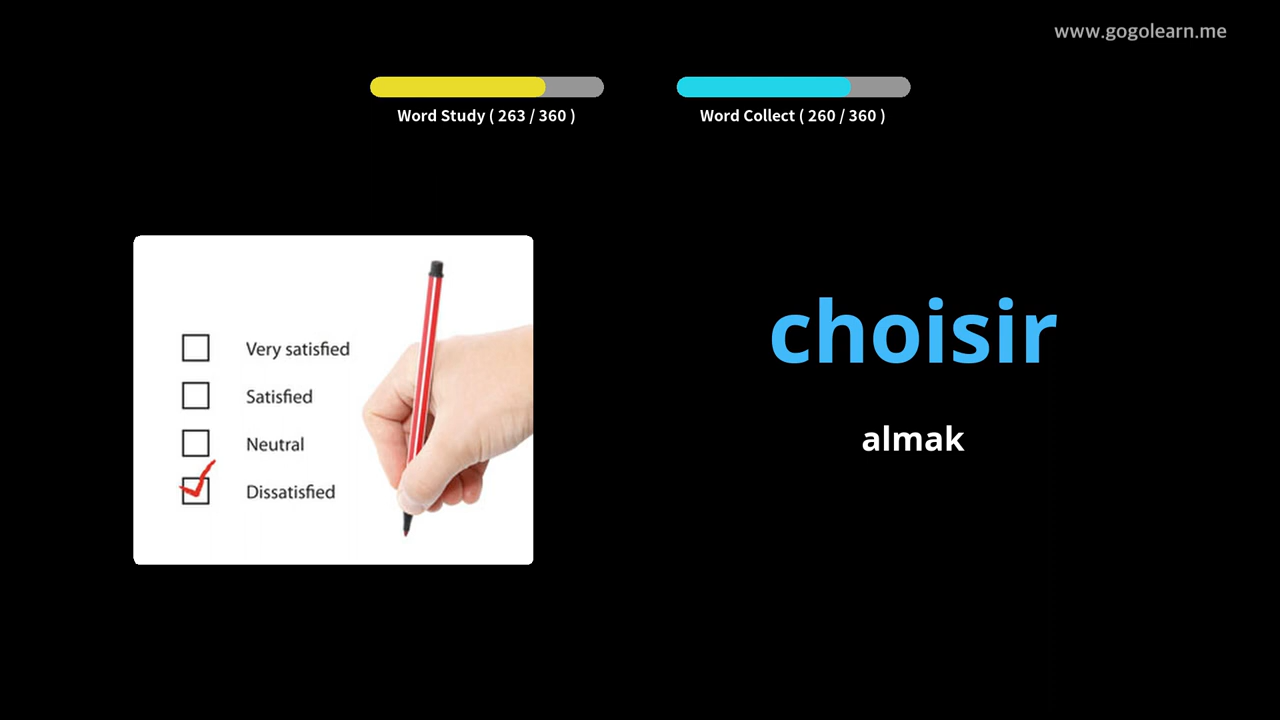 www.gogolearn.me
Word Study ( 263 / 360 )
Word Collect ( 260 / 360 )
Very satisfied
Satisfied
Neutral
Dissatisfied
choisir
almak